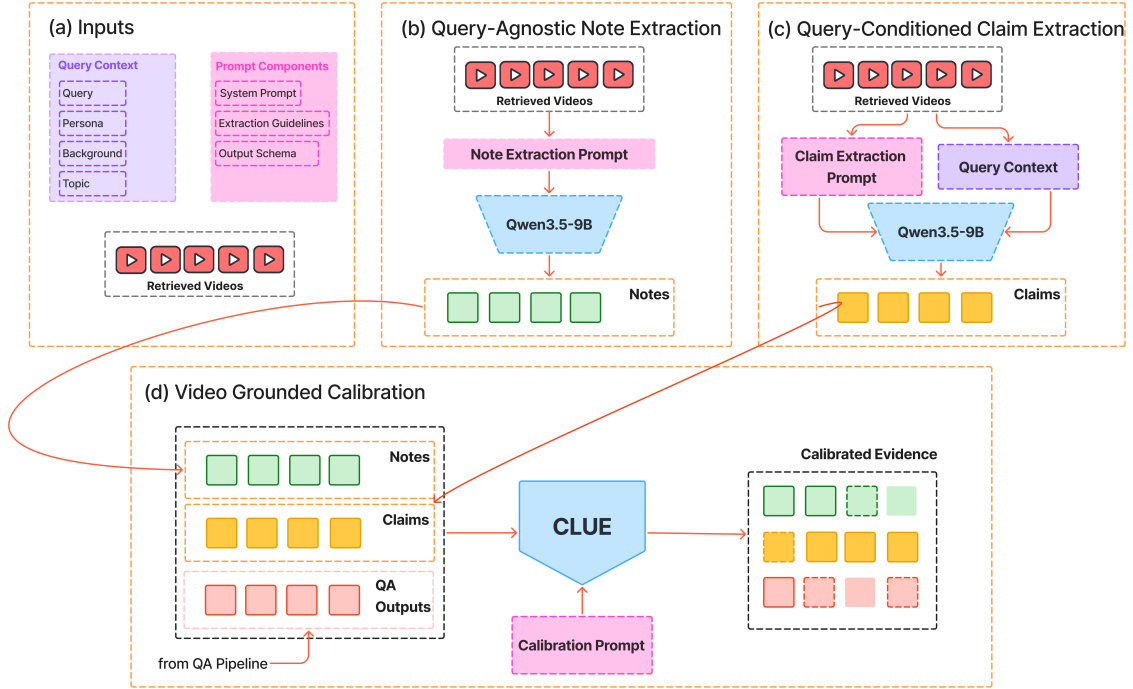 (a) Inputs
Query Context
Query
Persona
Background
Topic
Prompt Components
System Prompt
Extraction Guidelines
Output Schema
Retrieved Videos
(b) Query-Agnostic Note Extraction
Retrieved Videos
Note Extraction Prompt
Qwen3.5-9B
Notes
(c) Query-Conditioned Claim Extraction
Retrieved Videos
Claim Extraction
Prompt
Query Context
Qwen3.5-9B
Claims
(d) Video Grounded Calibration
Notes
Claims
QA
Outputs
from QA Pipeline
CLUE
Calibration Prompt
Calibrated Evidence